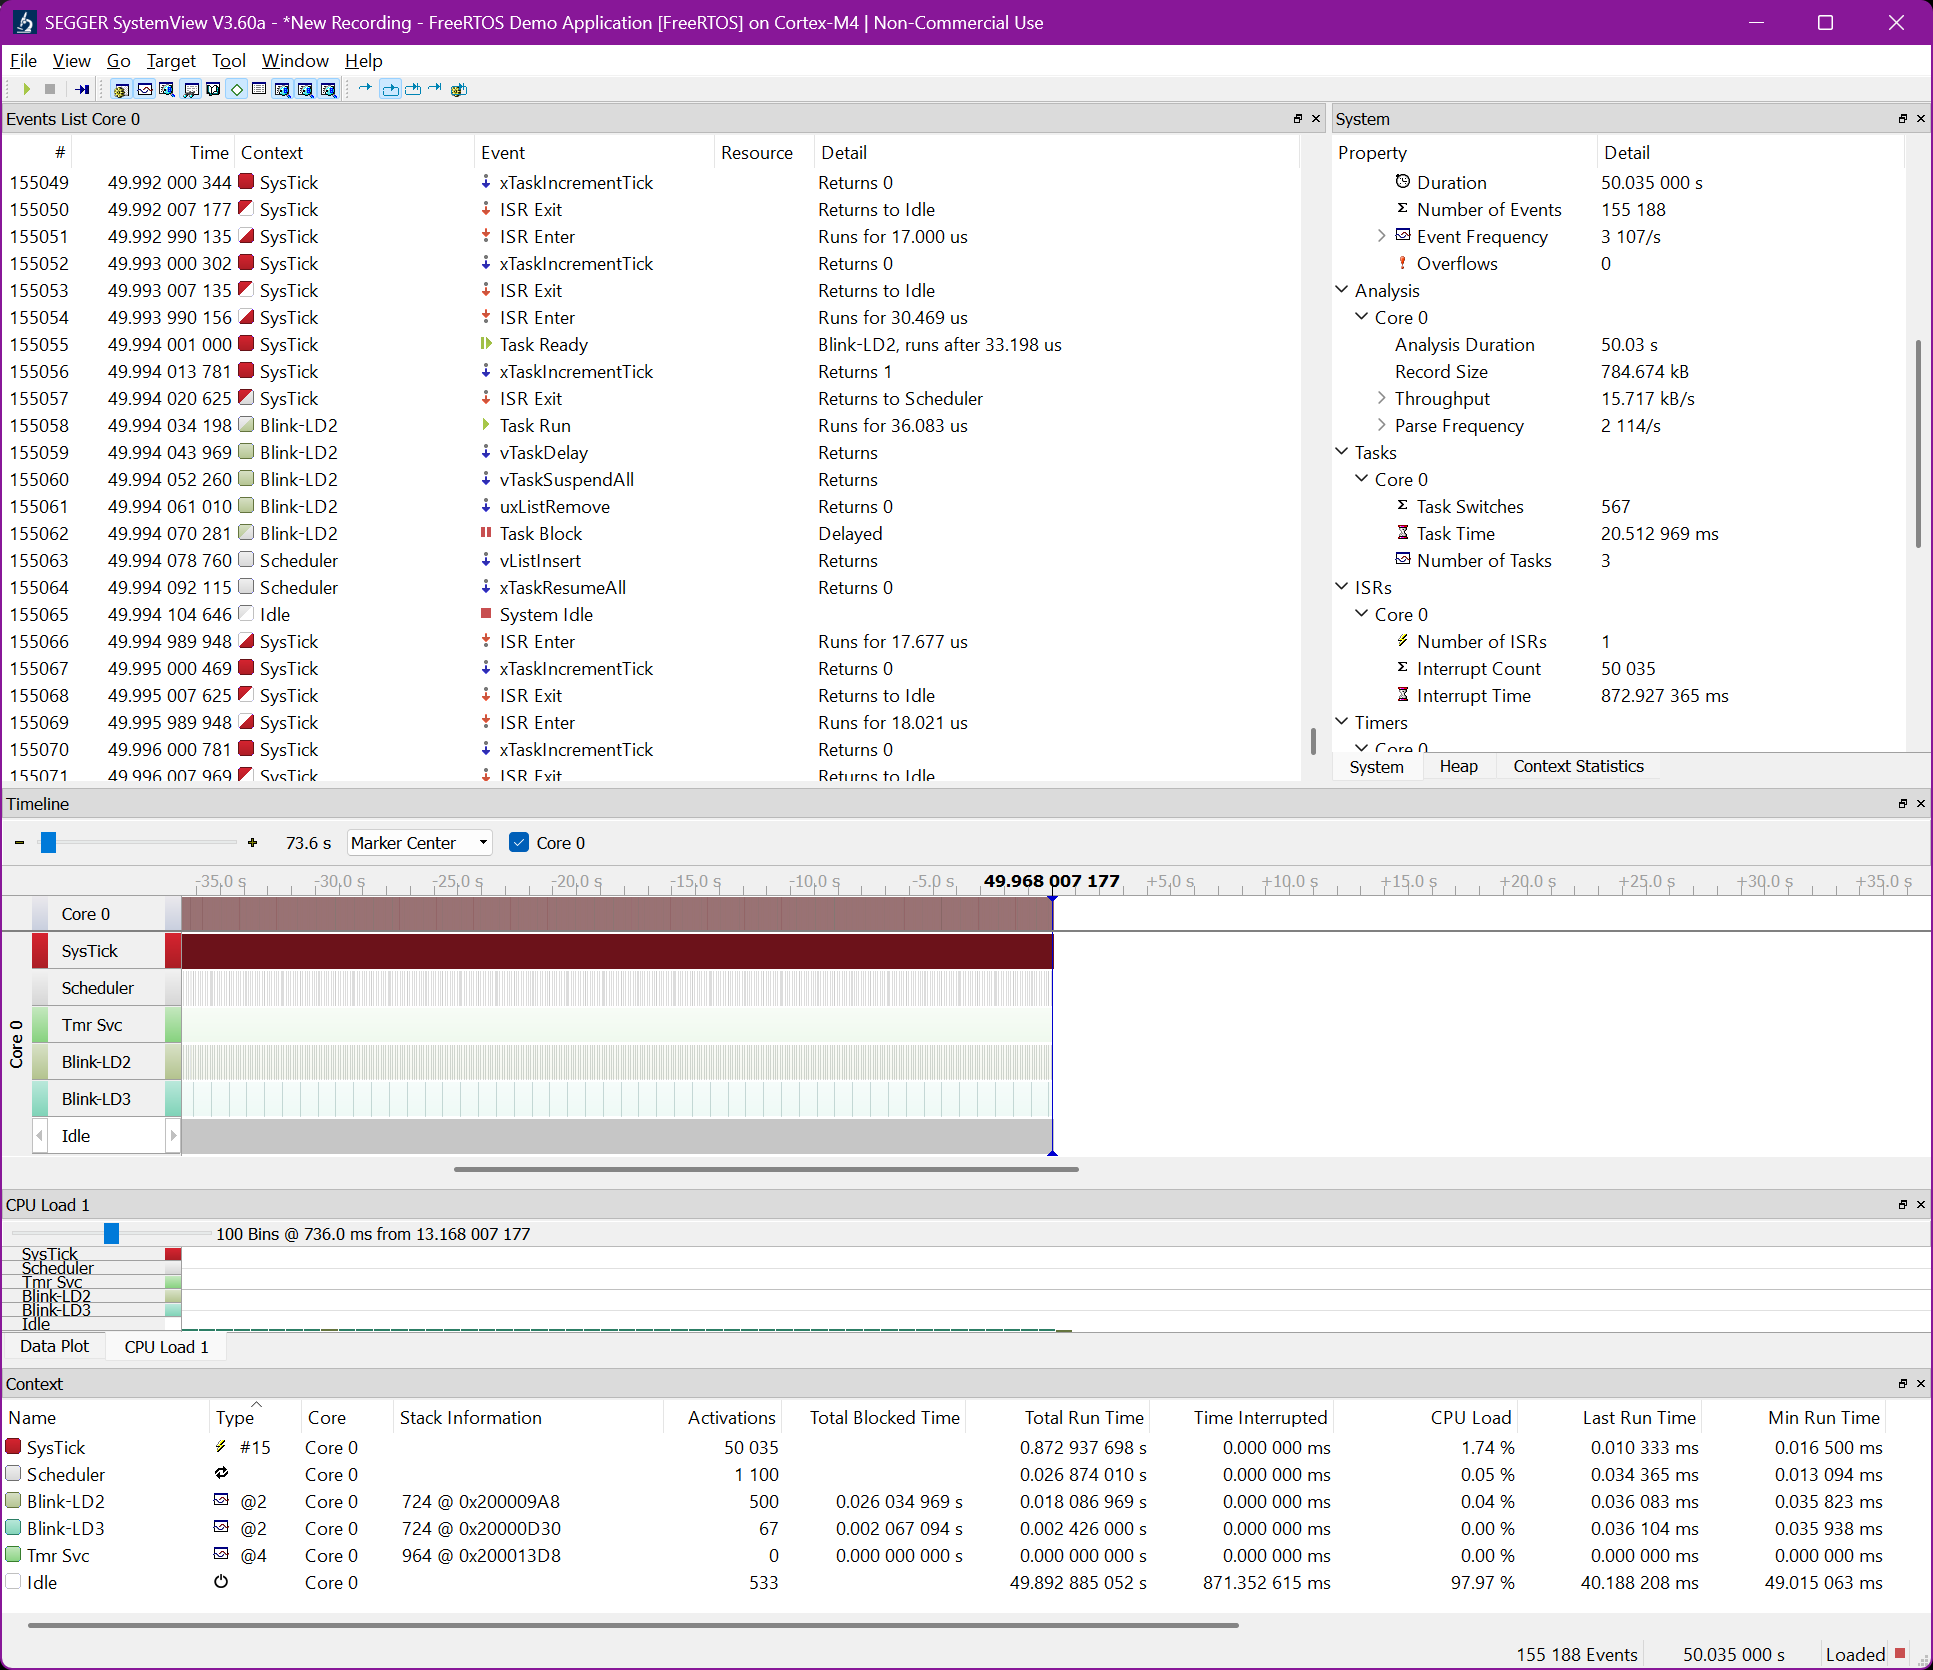 SEGGER SystemView V3.60a - *New Recording - FreeRTOS Demo Application [FreeRTOS] on Cortex-M4 | Non-Commercial Use
File View Go Target Tool Window Help
Events List Core 0
# Time Context Event Resource Detail
155049 49.992 000 344 SysTick xTaskIncrementTick Returns 0
155050 49.992 007 177 SysTick ISR Exit Returns to Idle
155051 49.992 990 135 SysTick ISR Enter Runs for 17.000 us
155052 49.993 000 302 SysTick xTaskIncrementTick Returns 0
155053 49.993 007 135 SysTick ISR Exit Returns to Idle
155054 49.993 990 156 SysTick ISR Enter Runs for 30.469 us
155055 49.994 001 000 SysTick Task Ready Blink-LD2, runs after 33.198 us
155056 49.994 013 781 SysTick xTaskIncrementTick Returns 1
155057 49.994 020 625 SysTick ISR Exit Returns to Scheduler
155058 49.994 034 198 Blink-LD2 Task Run Runs for 36.083 us
155059 49.994 043 969 Blink-LD2 vTaskDelay Returns
155060 49.994 052 260 Blink-LD2 vTaskSuspendAll Returns
155061 49.994 061 010 Blink-LD2 uxListRemove Returns 0
155062 49.994 070 281 Blink-LD2 Task Block Delayed
155063 49.994 078 760 Scheduler vListInsert Returns
155064 49.994 092 115 Scheduler xTaskResumeAll Returns 0
155065 49.994 104 646 Idle System Idle
155066 49.994 989 948 SysTick ISR Enter Runs for 17.677 us
155067 49.995 000 469 SysTick xTaskIncrementTick Returns 0
155068 49.995 007 625 SysTick ISR Exit Returns to Idle
155069 49.995 989 948 SysTick ISR Enter Runs for 18.021 us
155070 49.996 000 781 SysTick xTaskIncrementTick Returns 0
155071 49.996 007 969 SysTick ISR Exit Returns to Idle
System
Property Detail
Duration 50.035 000 s
Number of Events 155 188
Event Frequency 3 107/s
Overflows 0
Analysis
Core 0
Analysis Duration 50.03 s
Record Size 784.674 kB
Throughput 15.717 kB/s
Parse Frequency 2 114/s
Tasks
Core 0
Task Switches 567
Task Time 20.512 969 ms
Number of Tasks 3
ISRs
Core 0
Number of ISRs 1
Interrupt Count 50 035
Interrupt Time 872.927 365 ms
Timers
Core 0
System Heap Context Statistics
Timeline
- + 73.6 s Marker Center Core 0
-35.0 s -30.0 s -25.0 s -20.0 s -15.0 s -10.0 s -5.0 s 49.968 007 177 +5.0 s +10.0 s +15.0 s +20.0 s +25.0 s +30.0 s +35.0 s
Core 0
Core 0
SysTick
Scheduler
Tmr Svc
Blink-LD2
Blink-LD3
Idle
CPU Load 1
100 Bins @ 736.0 ms from 13.168 007 177
SysTick
Scheduler
Tmr Svc
Blink-LD2
Blink-LD3
Idle
Data Plot CPU Load 1
Context
Name Type Core Stack Information Activations Total Blocked Time Total Run Time Time Interrupted CPU Load Last Run Time Min Run Time
SysTick #15 Core 0 50 035 0.872 937 698 s 0.000 000 ms 1.74 % 0.010 333 ms 0.016 500 ms
Scheduler Core 0 1 100 0.026 874 010 s 0.000 000 ms 0.05 % 0.034 365 ms 0.013 094 ms
Blink-LD2 @2 Core 0 724 @ 0x200009A8 500 0.026 034 969 s 0.018 086 969 s 0.000 000 ms 0.04 % 0.036 083 ms 0.035 823 ms
Blink-LD3 @2 Core 0 724 @ 0x20000D30 67 0.002 067 094 s 0.002 426 000 s 0.000 000 ms 0.00 % 0.036 104 ms 0.035 938 ms
Tmr Svc @4 Core 0 964 @ 0x200013D8 0 0.000 000 000 s 0.000 000 000 s 0.000 000 ms 0.00 % 0.000 000 ms 0.000 000 ms
Idle Core 0 533 49.892 885 052 s 871.352 615 ms 97.97 % 40.188 208 ms 49.015 063 ms
155 188 Events 50.035 000 s Loaded